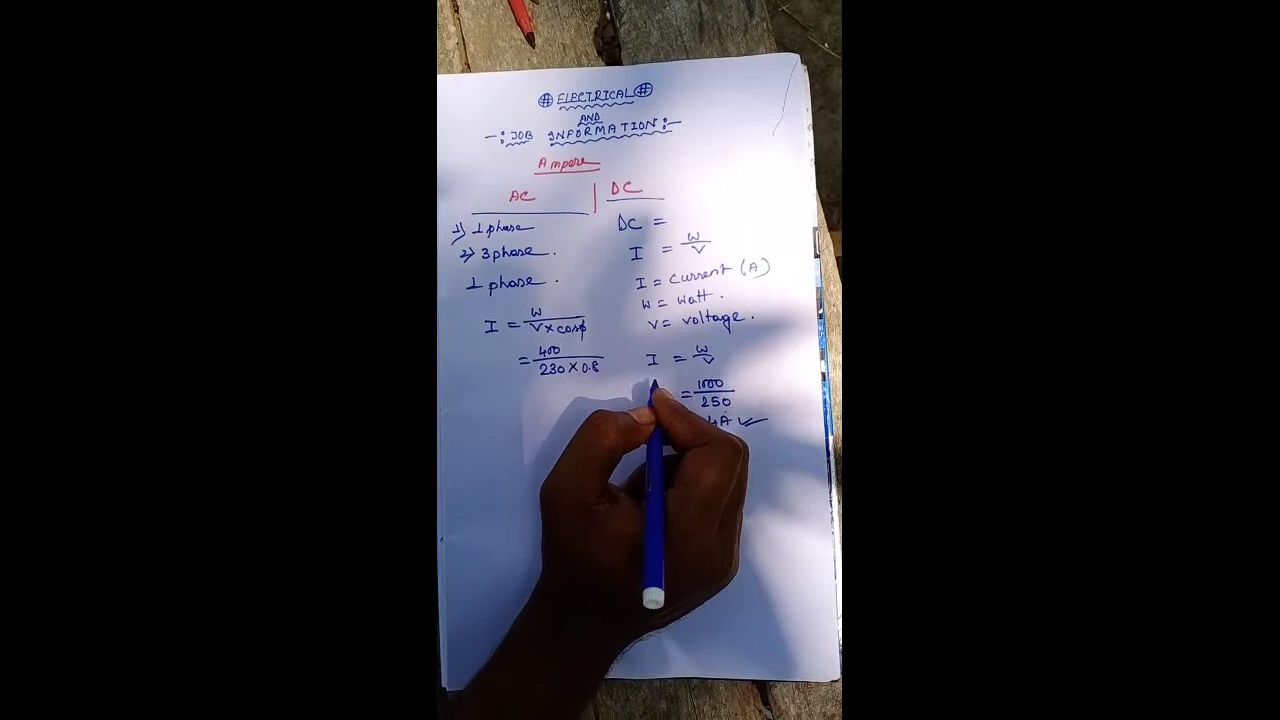 # ELECTRICAL #
AND
-: JOB INFORMATION :-
Ampere
AC | DC
1) 1 phase
2) 3 phase.
1 phase.
I = W / V x cosϕ
= 400 / 230 x 0.8
DC =
I = W / V
I = current (A)
W = watt.
V = voltage.
I = W / V
= 1000 / 250
4A ✓